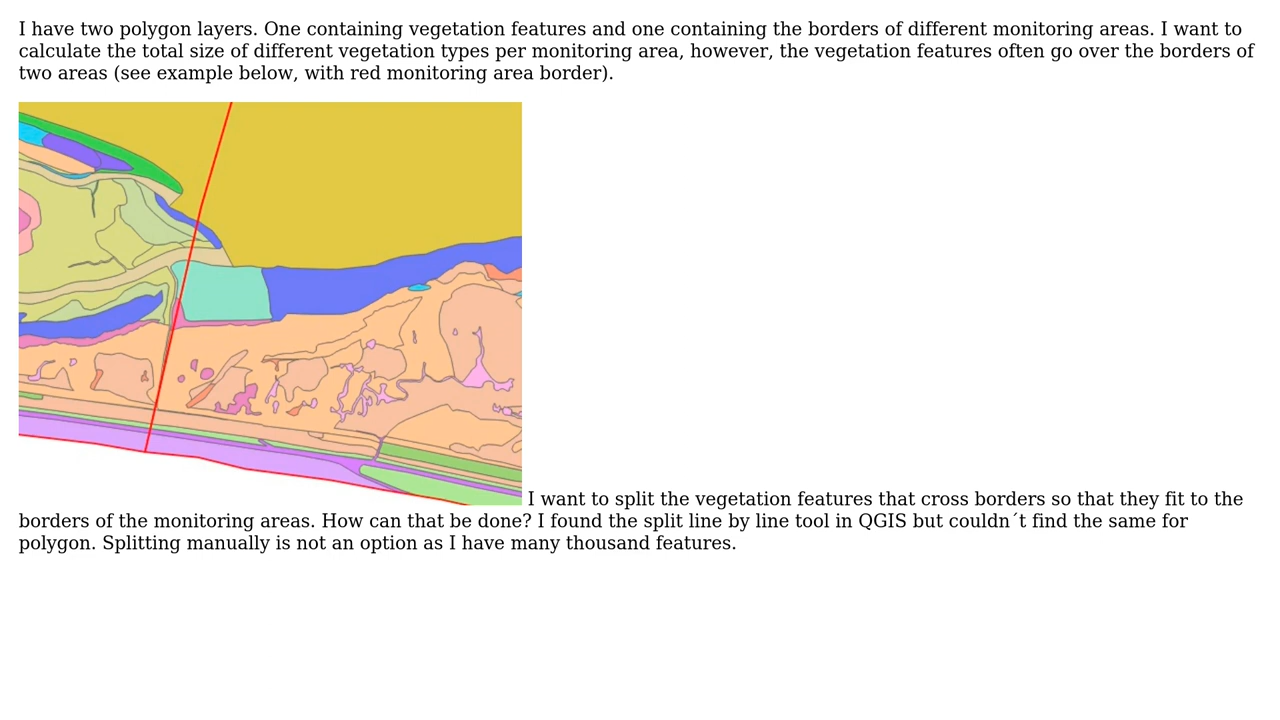 I have two polygon layers. One containing vegetation features and one containing the borders of different monitoring areas. I want to
calculate the total size of different vegetation types per monitoring area, however, the vegetation features often go over the borders of
two areas (see example below, with red monitoring area border).
I want to split the vegetation features that cross borders so that they fit to the
borders of the monitoring areas. How can that be done? I found the split line by line tool in QGIS but couldn´t find the same for
polygon. Splitting manually is not an option as I have many thousand features.